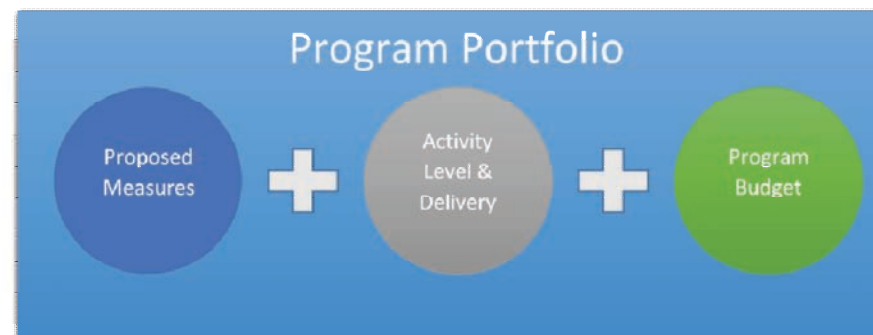 Program Portfolio
Proposed
Measures
Activity
Level &
Delivery
Program
Budget